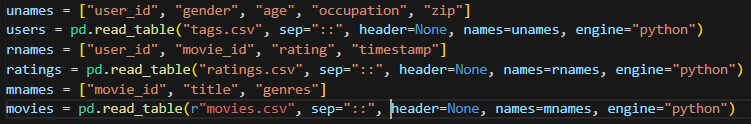 unames = ["user_id", "gender", "age", "occupation", "zip"]
users = pd.read_table("tags.csv", sep="::", header=None, names=unames, engine="python")
rnames = ["user_id", "movie_id", "rating", "timestamp"]
ratings = pd.read_table("ratings.csv", sep="::", header=None, names=rnames, engine="python")
mnames = ["movie_id", "title", "genres"]
movies = pd.read_table(r"movies.csv", sep="::", header=None, names=mnames, engine="python")